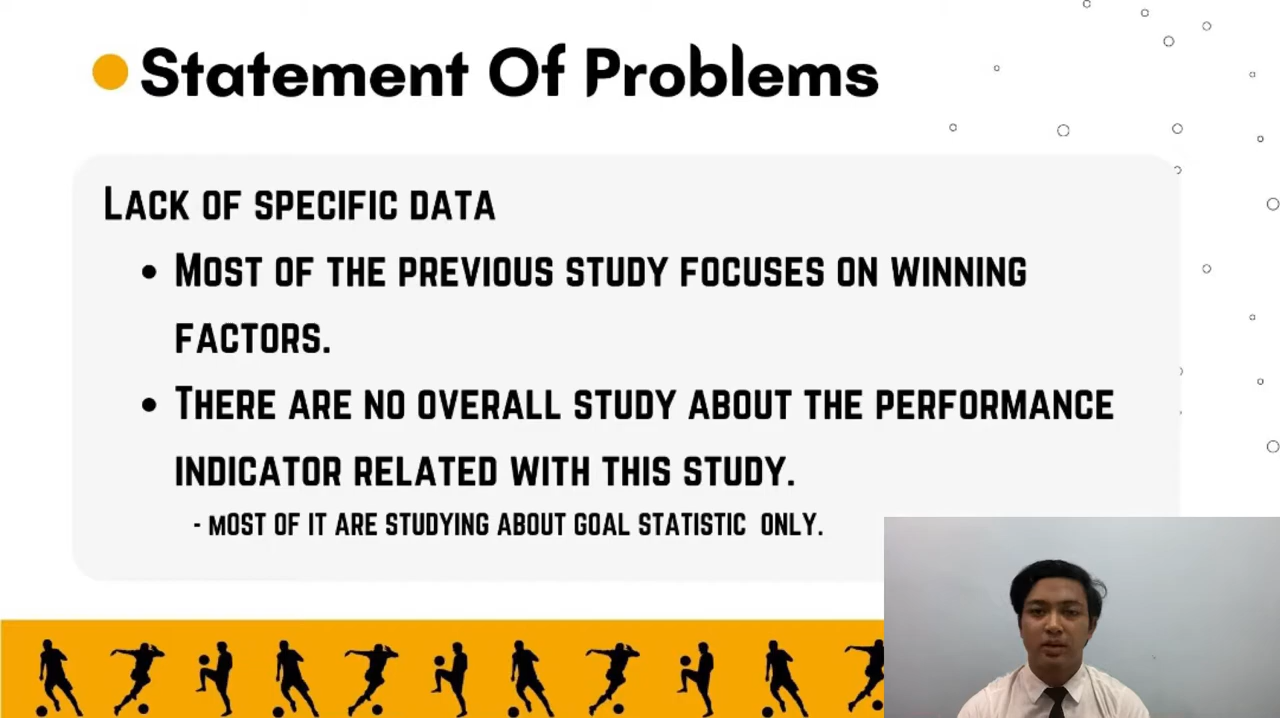 Statement Of Problems
Lack of specific data
• Most of the previous study focuses on winning
factors.
• There are no overall study about the performance
indicator related with this study.
- most of it are studying about goal statistic only.